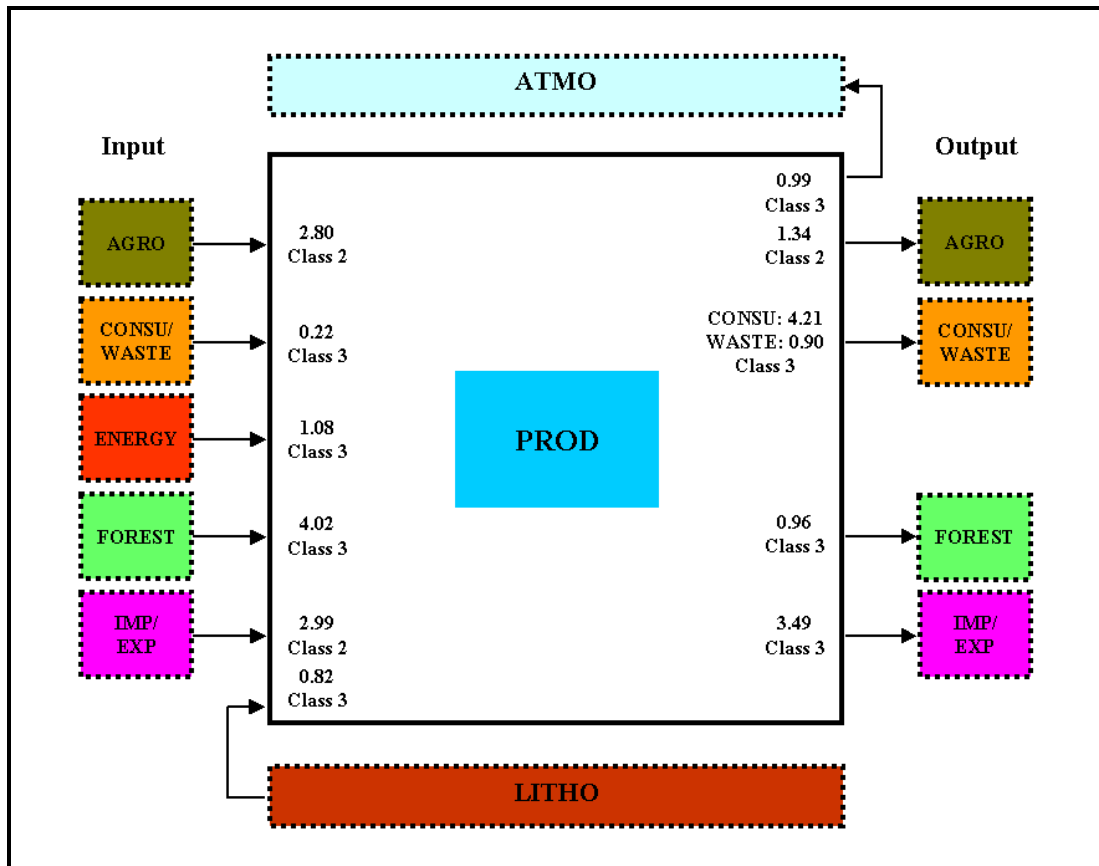 ATMO
Input
Output
0.99
Class 3
AGRO
2.80
Class 2
1.34
Class 2
AGRO
CONSU/
WASTE
0.22
Class 3
CONSU: 4.21
WASTE: 0.90
Class 3
CONSU/
WASTE
ENERGY
1.08
Class 3
PROD
FOREST
4.02
Class 3
0.96
Class 3
FOREST
IMP/
EXP
2.99
Class 2
3.49
Class 3
IMP/
EXP
0.82
Class 3
LITHO